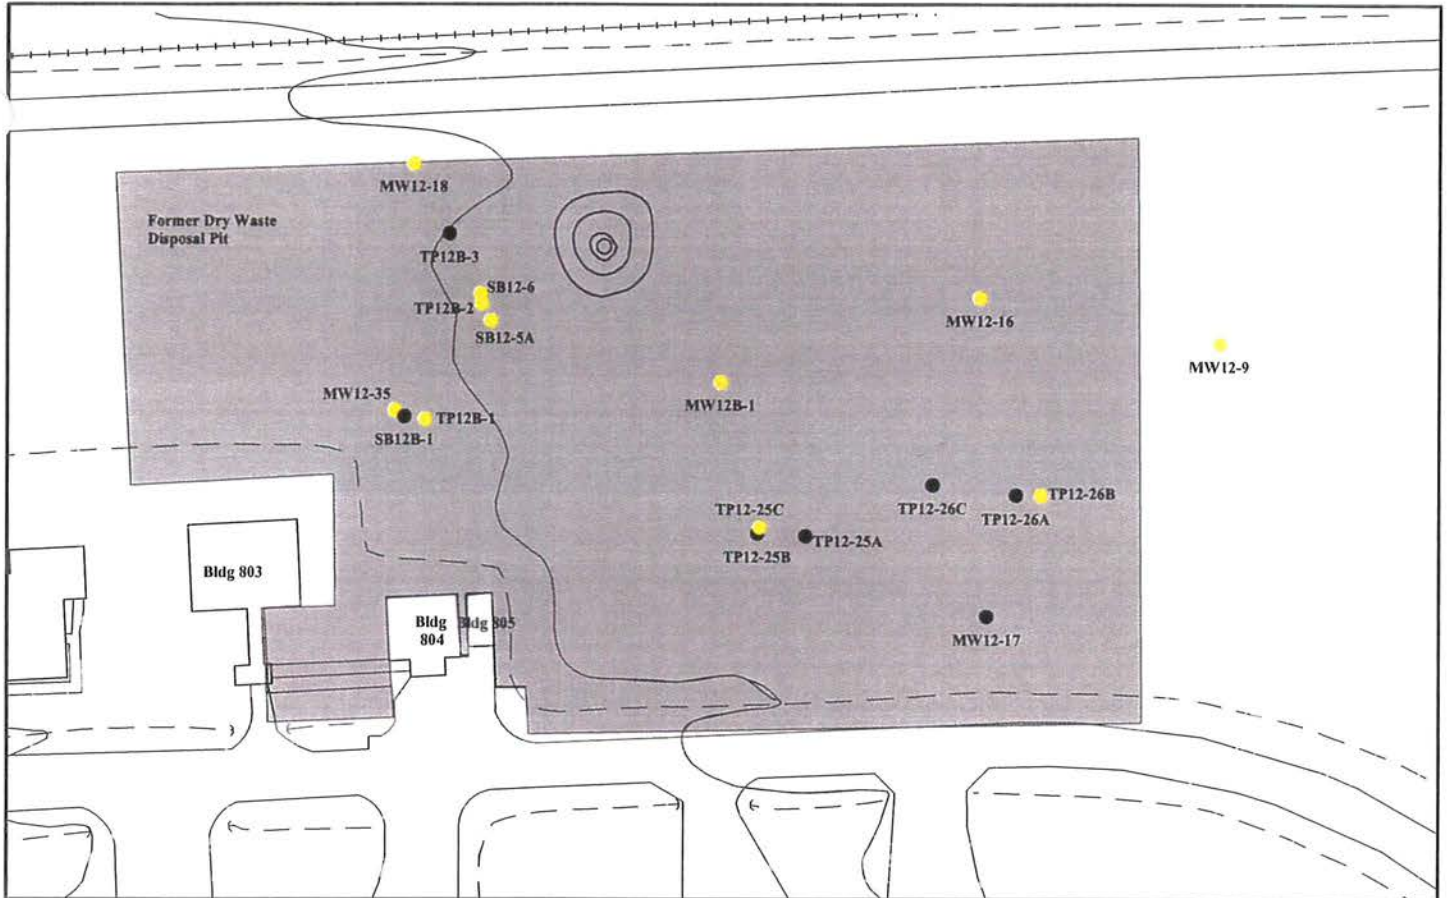 MW12-18
Former Dry Waste
Disposal Pit
TP12B-3
SB12-6
TP12B-2
SB12-5A
MW12-16
MW12-9
MW12-35
MW12B-1
TP12B-1
SB12B-1
TP12-26C
TP12-26B
TP12-26A
TP12-25C
TP12-25A
TP12-25B
Bldg 803
Bldg
804
Bldg 805
MW12-17